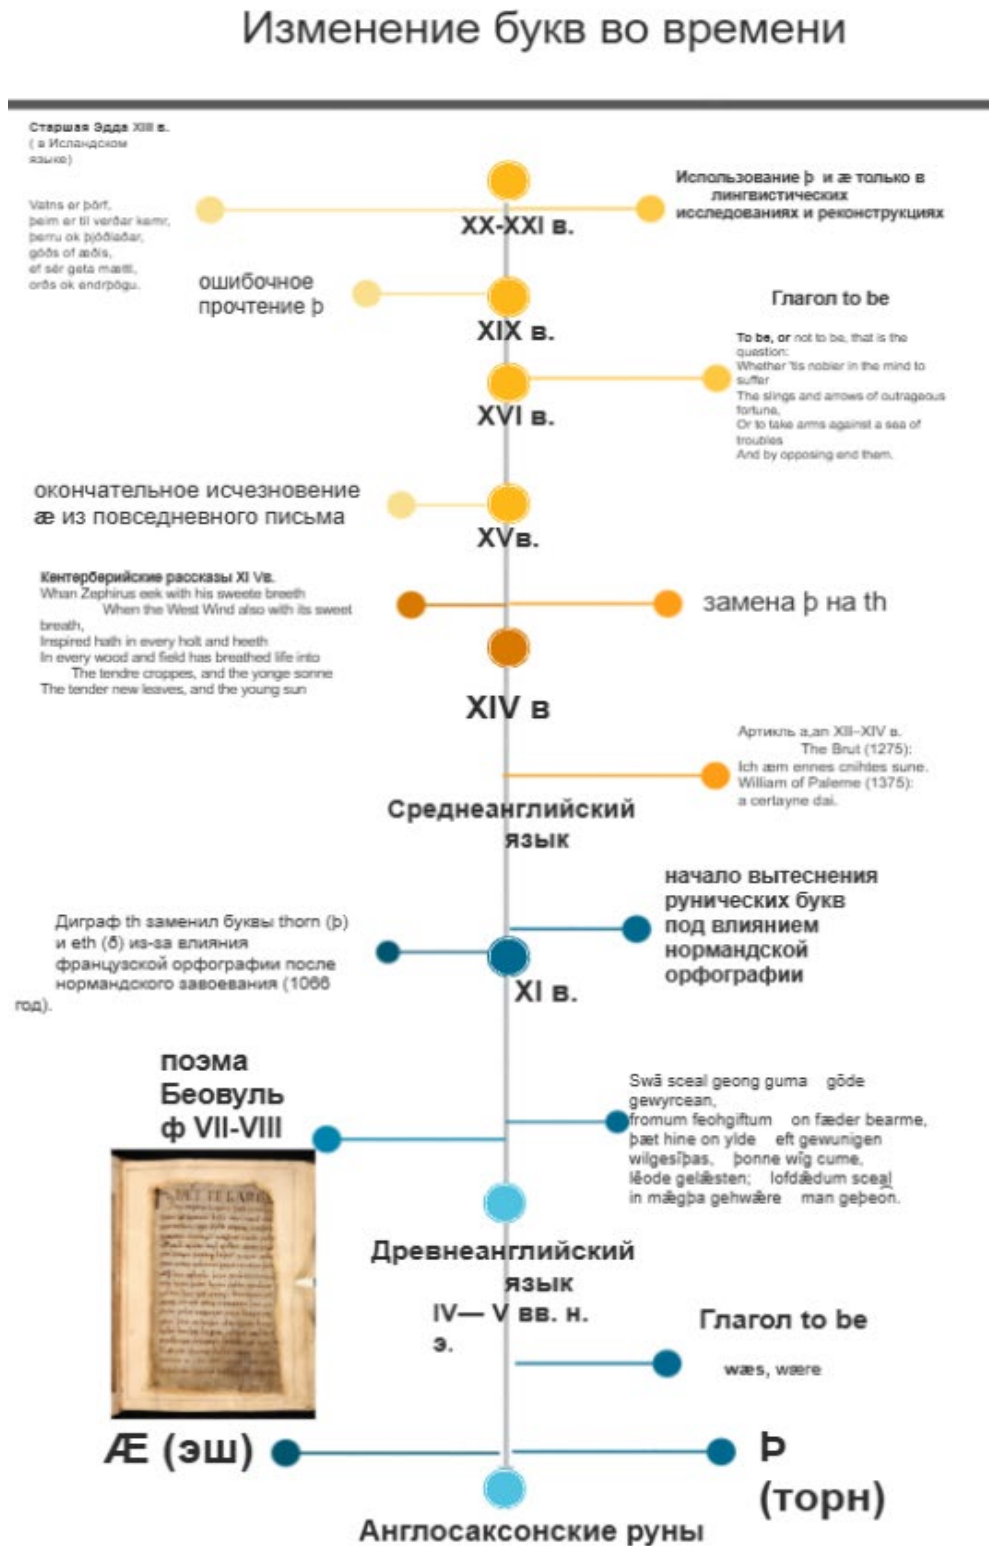 Изменение букв во времени
Старшая Эдда XIII в.
( в Исландском
языке)
Vatns er þörf,
þeim er til verðar kemr,
þerru ok þjóðlaðar,
góðs of æðis,
ef sér geta mætti,
orðs ok endrþögu.
Использование þ и æ только в
лингвистических
исследованиях и реконструкциях
XX-XXI в.
ошибочное
прочтение þ
XIX в.
Глагол to be
To be, or not to be, that is the
question:
Whether 'tis nobler in the mind to
suffer
The slings and arrows of outrageous
fortune,
Or to take arms against a sea of
troubles
And by opposing end them.
XVI в.
окончательное исчезновение
æ из повседневного письма
XVв.
Кентерберийские рассказы XI Vв.
Whan Zephirus eek with his sweete breeth
When the West Wind also with its sweet
breath,
Inspired hath in every holt and heeth
In every wood and field has breathed life into
The tendre croppes, and the yonge sonne
The tender new leaves, and the young sun
замена þ на th
XIV в
Артикль a,an XII–XIV в.
The Brut (1275):
Ich æm ennes cnihtes sune.
William of Palerne (1375):
a certayne dai.
Среднеанглийский
язык
начало вытеснения
рунических букв
под влиянием
нормандской
орфографии
Диграф th заменил буквы thorn (þ)
и eth (ð) из-за влияния
французской орфографии после
нормандского завоевания (1066
год).
XI в.
поэма
Беовуль
ф VII-VIII
Swā sceal geong guma gōde
gewyrcean,
fromum feohgiftum on fæder bearme,
þæt hine on ylde eft gewunigen
wilgesīþas, þonne wīg cume,
lēode gelǣsten; lofdǣdum sceal
in mǣgþa gehwǣre man geþeon.
Древнеанглийский
язык
IV— V вв. н.
э.
Глагол to be
wæs, wære
Æ (эш)
Þ
(торн)
Англосаксонские руны